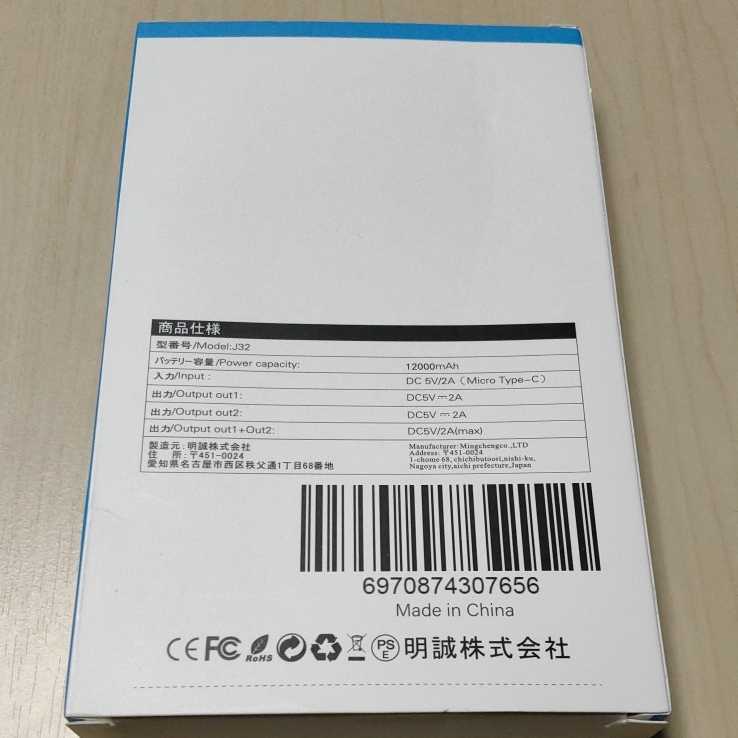 商品仕様
型番号/Model:J32
バッテリー容量/Power capacity: 12000mAh
入力/Input : DC 5V/2A（Micro Type-C）
出力/Output out1: DC5V⎓2A
出力/Output out2: DC5V ⎓ 2A
出力/Output out1+Out2: DC5V/2A(max)
製造元:明誠株式会社
住　所:〒451-0024
愛知県名古屋市西区秩父通1丁目68番地
Manufacturer: Mingchengco.,LTD
Address: 〒451-0024
1-chome 68, chichibutoori,nishi-ku,
Nagoya city,aichi prefecture,Japan
6970874307656
Made in China
CE FC RoHS PSE 明誠株式会社